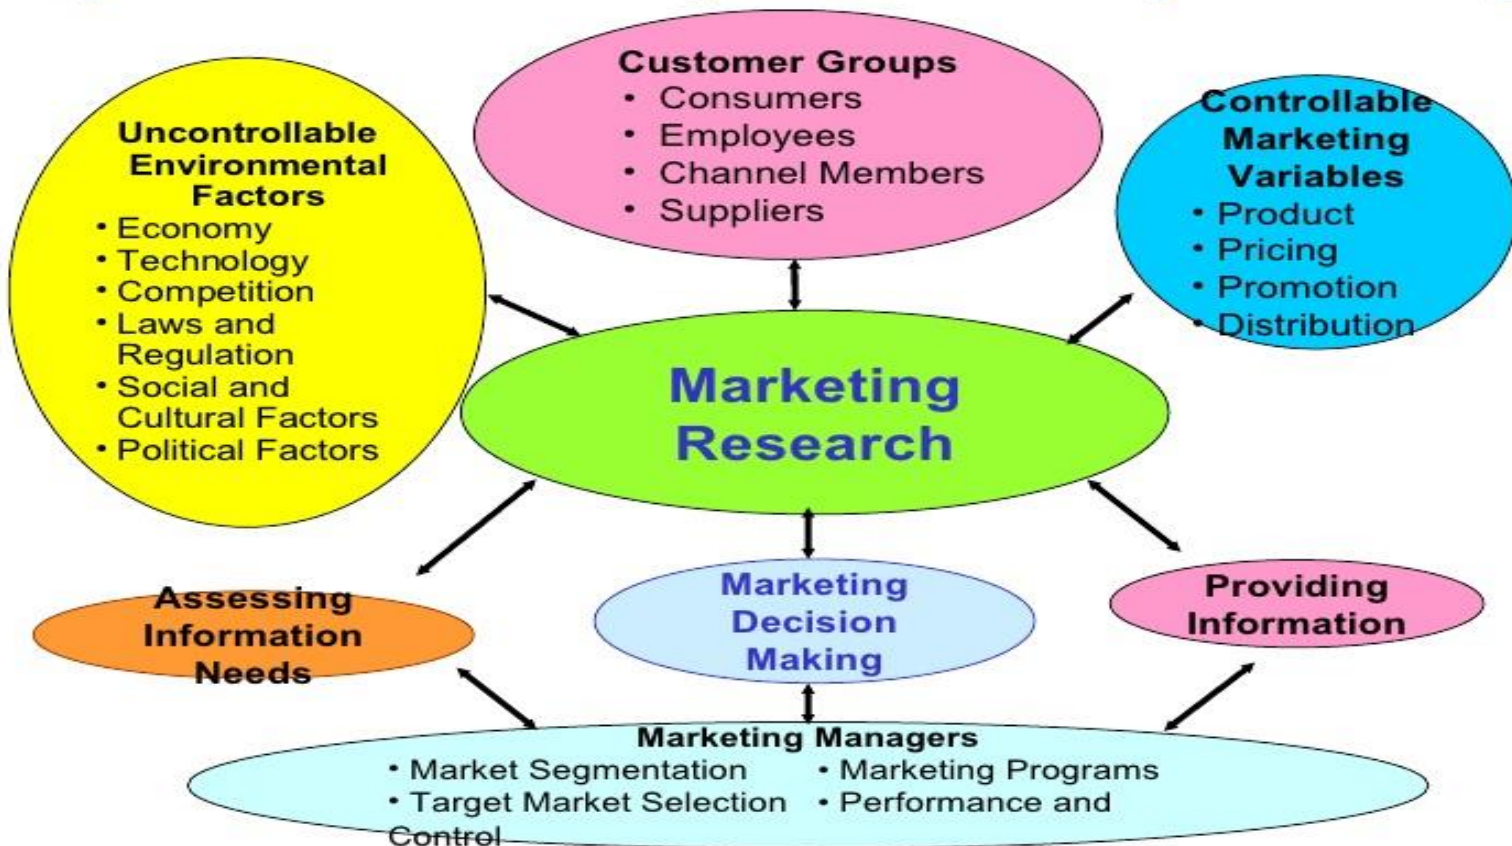 Customer Groups
• Consumers
• Employees
• Channel Members
• Suppliers
Uncontrollable
Environmental
Factors
• Economy
• Technology
• Competition
• Laws and
Regulation
• Social and
Cultural Factors
• Political Factors
Controllable
Marketing
Variables
• Product
• Pricing
• Promotion
• Distribution
Marketing
Research
Assessing
Information
Needs
Marketing
Decision
Making
Providing
Information
Marketing Managers
• Market Segmentation • Marketing Programs
• Target Market Selection • Performance and
Control